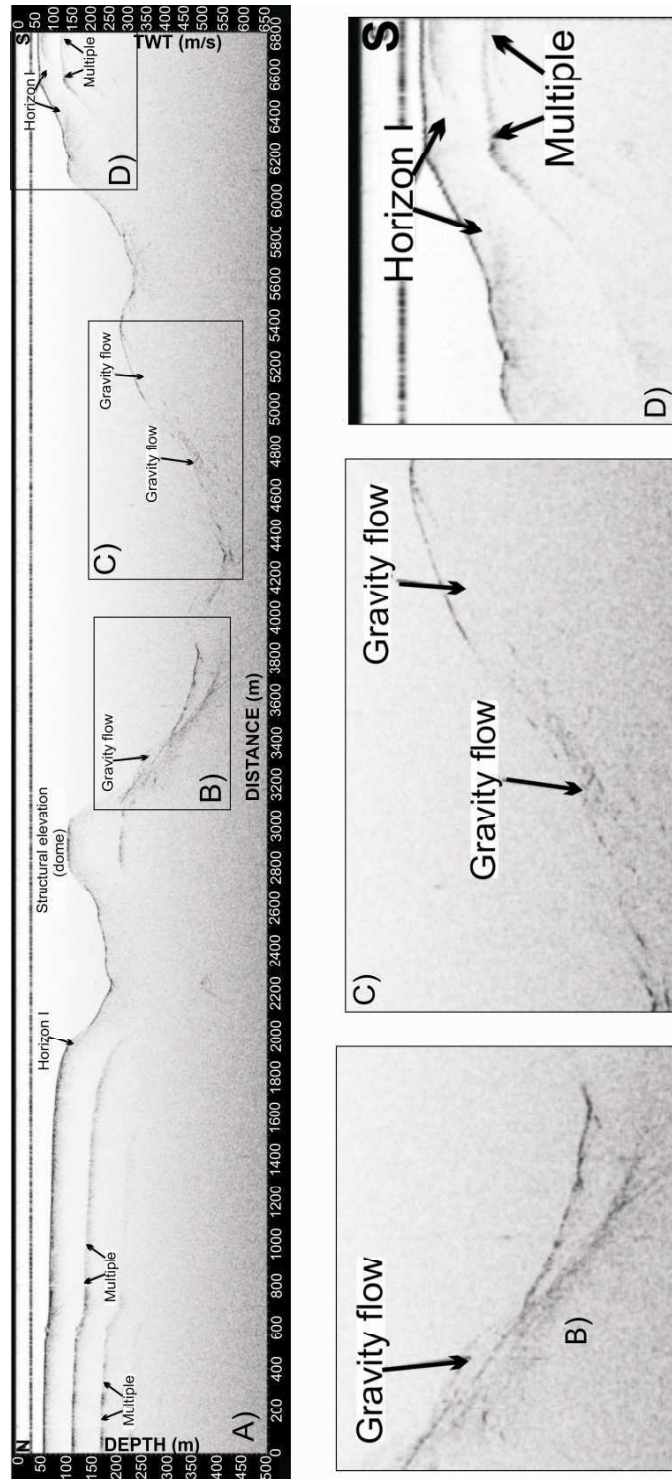 N
S
0
50
100
150
200
250
300
350
400
450
500
DEPTH (m)
0
50
100
150
250
300
380
450
500
550
600
650
TWT (m/s)
Horizon I
Structural elevation
(dome)
Gravity flow
Gravity flow
Gravity flow
Horizon I
Multiple
Multiple
Multiple
A)
B)
C)
D)
0 200 400 600 800 1000 1200 1400 1600 1800 2000 2200 2400 2600 2800 3000 3200 3400 3600 3800 4000 4200 4400 4600 4800 5000 5200 5400 5600 5800 6000 6200 6400 6600 6800
DISTANCE (m)
Gravity flow
B)
C)
Gravity flow
Gravity flow
S
Horizon I
Multiple
D)